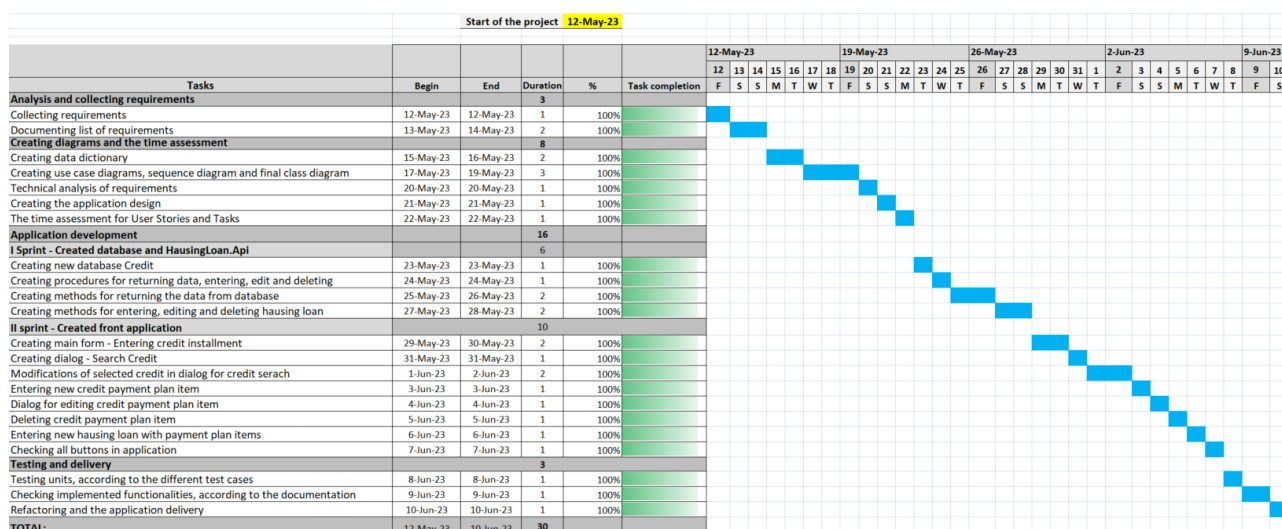 Start of the project 12-May-23
12-May-23 19-May-23 26-May-23 2-Jun-23 9-Jun-23
12 13 14 15 16 17 18 19 20 21 22 23 24 25 26 27 28 29 30 31 1 2 3 4 5 6 7 8 9 10
Tasks Begin End Duration % Task completion F S S M T W T F S S M T W T F S S M T W T F S S M T W T F S
Analysis and collecting requirements 3
Collecting requirements 12-May-23 12-May-23 1 100%
Documenting list of requirements 13-May-23 14-May-23 2 100%
Creating diagrams and the time assessment 8
Creating data dictionary 15-May-23 16-May-23 2 100%
Creating use case diagrams, sequence diagram and final class diagram 17-May-23 19-May-23 3 100%
Technical analysis of requirements 20-May-23 20-May-23 1 100%
Creating the application design 21-May-23 21-May-23 1 100%
The time assessment for User Stories and Tasks 22-May-23 22-May-23 1 100%
Application development 16
I Sprint - Created database and HausingLoan.Api 6
Creating new database Credit 23-May-23 23-May-23 1 100%
Creating procedures for returning data, entering, edit and deleting 24-May-23 24-May-23 1 100%
Creating methods for returning the data from database 25-May-23 26-May-23 2 100%
Creating methods for entering, editing and deleting hausing loan 27-May-23 28-May-23 2 100%
II sprint - Created front application 10
Creating main form - Entering credit installment 29-May-23 30-May-23 2 100%
Creating dialog - Search Credit 31-May-23 31-May-23 1 100%
Modifications of selected credit in dialog for credit serach 1-Jun-23 2-Jun-23 2 100%
Entering new credit payment plan item 3-Jun-23 3-Jun-23 1 100%
Dialog for editing credit payment plan item 4-Jun-23 4-Jun-23 1 100%
Deleting credit payment plan item 5-Jun-23 5-Jun-23 1 100%
Entering new hausing loan with payment plan items 6-Jun-23 6-Jun-23 1 100%
Checking all buttons in application 7-Jun-23 7-Jun-23 1 100%
Testing and delivery 3
Testing units, according to the different test cases 8-Jun-23 8-Jun-23 1 100%
Checking implemented functionalities, according to the documentation 9-Jun-23 9-Jun-23 1 100%
Refactoring and the application delivery 10-Jun-23 10-Jun-23 1 100%
TOTAL: 12-May-23 10-Jun-23 30